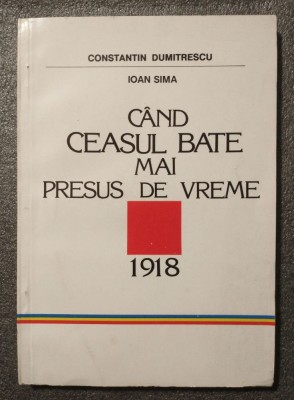 CONSTANTIN DUMITRESCU
IOAN SIMA
CÂND
CEASUL BATE
MAI
PRESUS DE VREME
1918